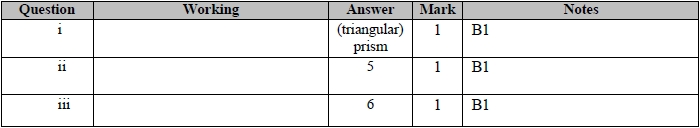 Question Working Answer Mark Notes
i (triangular) prism 1 B1
ii 5 1 B1
iii 6 1 B1